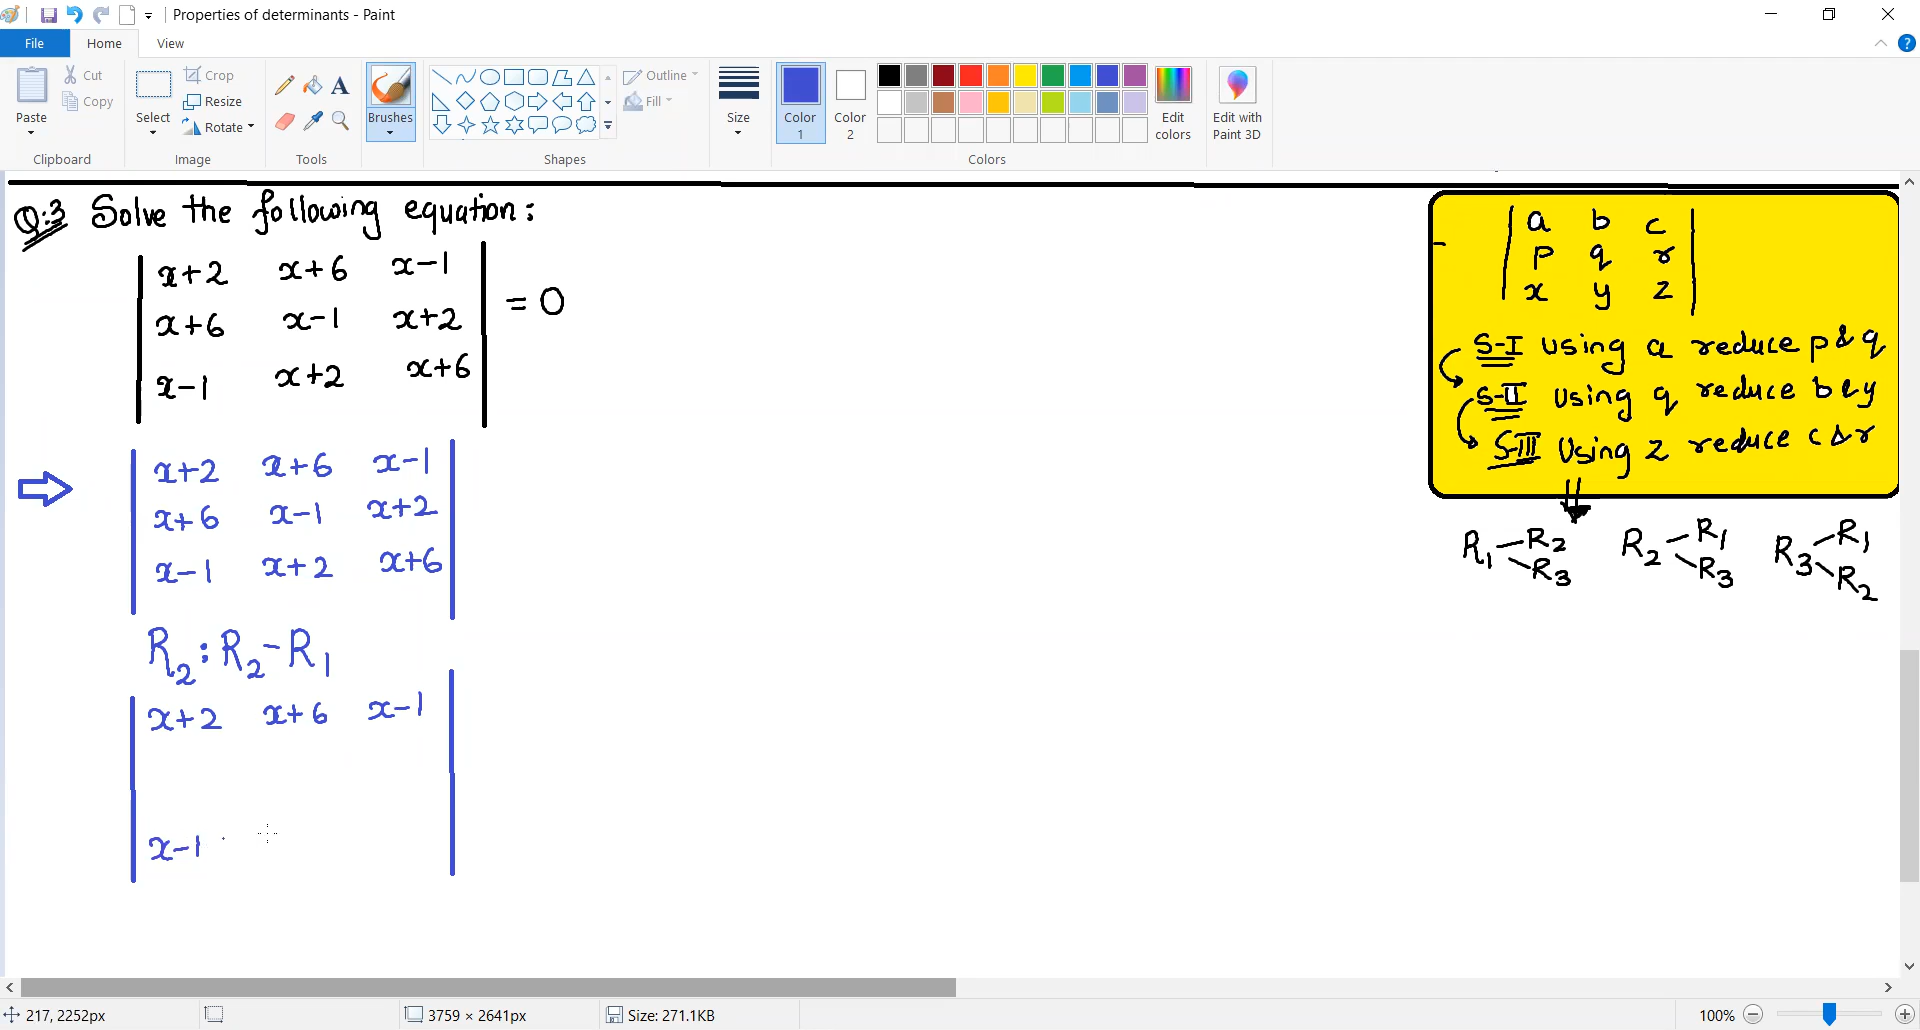 Properties of determinants - Paint
File Home View
Cut
Copy
Paste
Clipboard
Crop
Resize
Rotate
Select
Image
A
Tools
Brushes
Outline
Fill
Shapes
Size
Color 1
Color 2
Edit colors
Colors
Edit with Paint 3D
Q:3 Solve the following equation:
x+2 x+6 x-1
x+6 x-1 x+2 = 0
x-1 x+2 x+6
x+2 x+6 x-1
x+6 x-1 x+2
x-1 x+2 x+6
R2 : R2 - R1
x+2 x+6 x-1
x-1
a b c
p q r
x y z
S-I using a reduce p & q
S-II Using q reduce b & y
S-III Using z reduce c & r
R1 R2 R3
R2 R1 R3
R3 R1 R2
217, 2252px
3759 × 2641px
Size: 271.1KB
100%